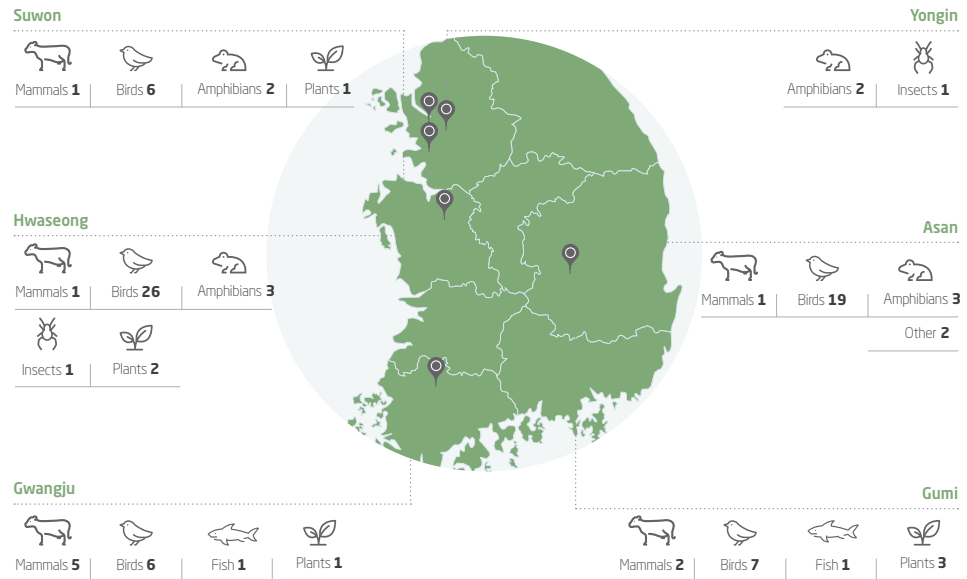 Suwon
Mammals 1
Birds 6
Amphibians 2
Plants 1
Yongin
Amphibians 2
Insects 1
Hwaseong
Mammals 1
Birds 26
Amphibians 3
Insects 1
Plants 2
Asan
Mammals 1
Birds 19
Amphibians 3
Other 2
Gwangju
Mammals 5
Birds 6
Fish 1
Plants 1
Gumi
Mammals 2
Birds 7
Fish 1
Plants 3